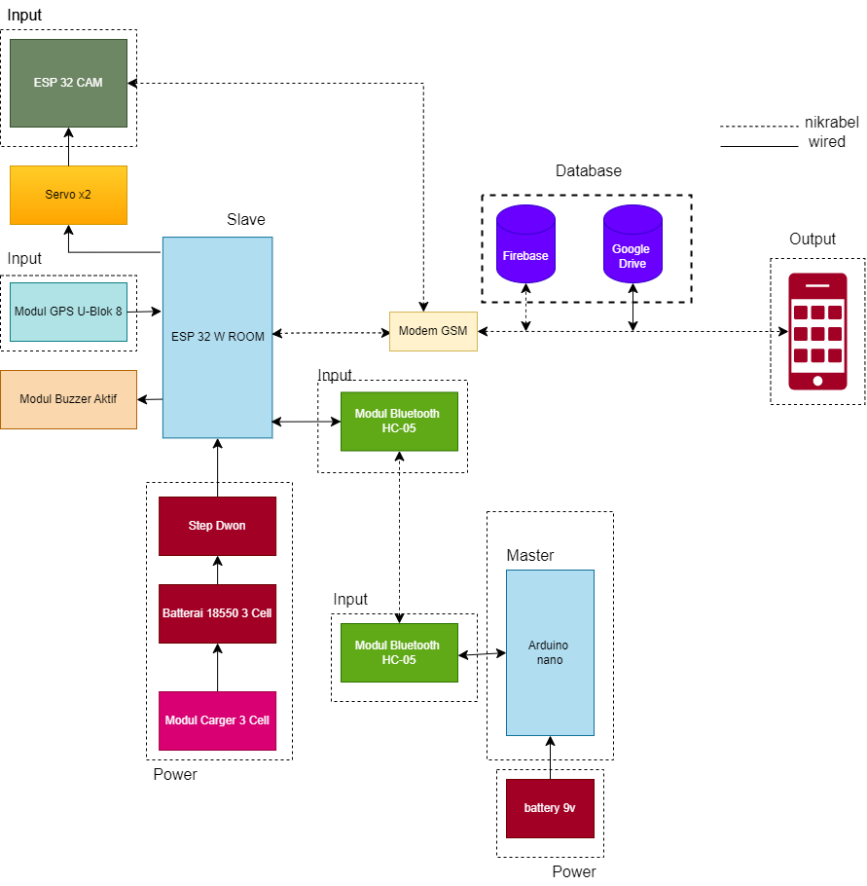 Input
ESP 32 CAM
nikrabel
wired
Servo x2
Database
Slave
Firebase
Google
Drive
Output
Input
Modul GPS U-Blok 8
ESP 32 W ROOM
Modem GSM
Modul Buzzer Aktif
Input
Modul Bluetooth
HC-05
Step Dwon
Master
Batterai 18550 3 Cell
Input
Modul Bluetooth
HC-05
Arduino
nano
Modul Carger 3 Cell
Power
battery 9v
Power